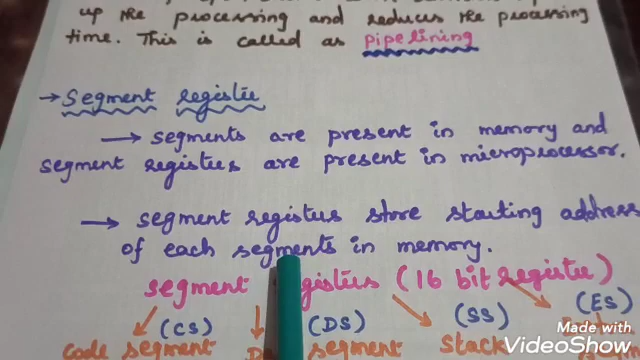 up the processing and reduces the processing
time. This is called as pipelining
→ Segment register
→ segments are present in memory and
segment registers are present in microprocessor.
→ segment registers store starting address
of each segments in memory.
segment registers (16 bit register)
(CS) (DS) (SS) (ES)
Code segment segment Stack
Made with
VideoShow